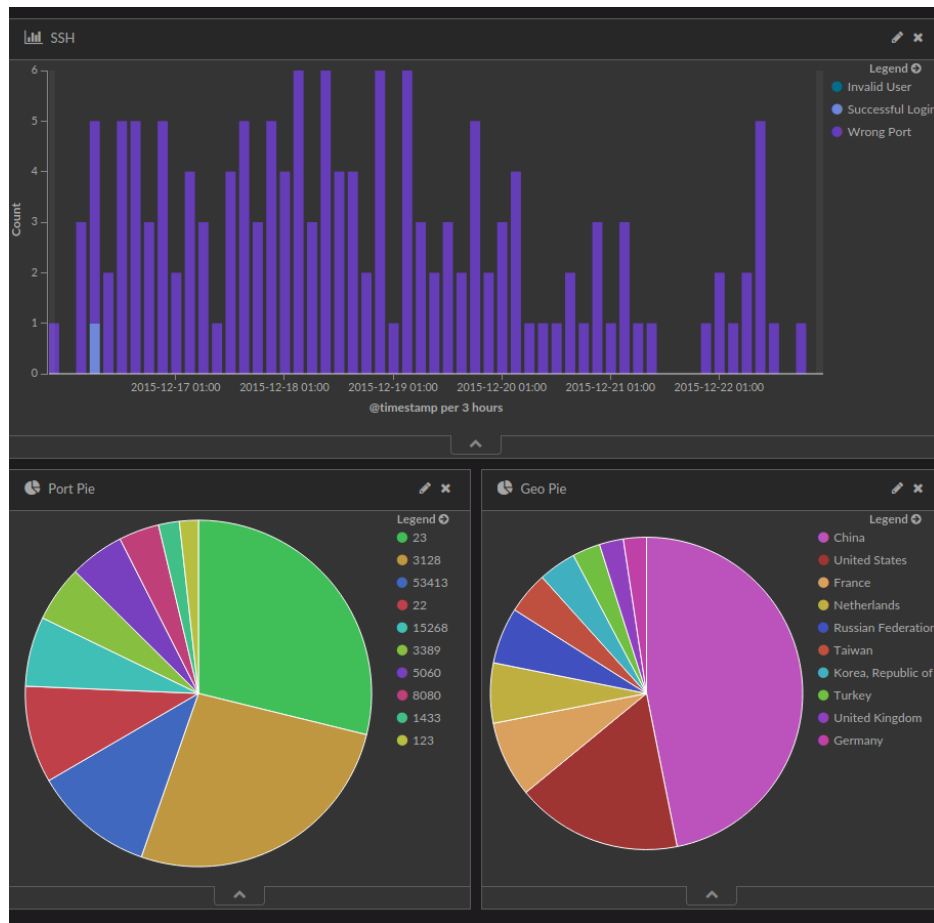 SSH
Legend
Invalid User
Successful Login
Wrong Port
6
5
4
3
2
1
0
Count
2015-12-17 01:00 2015-12-18 01:00 2015-12-19 01:00 2015-12-20 01:00 2015-12-21 01:00 2015-12-22 01:00
@timestamp per 3 hours
Port Pie
Legend
23
3128
53413
22
15268
3389
5060
8080
1433
123
Geo Pie
Legend
China
United States
France
Netherlands
Russian Federation
Taiwan
Korea, Republic of
Turkey
United Kingdom
Germany